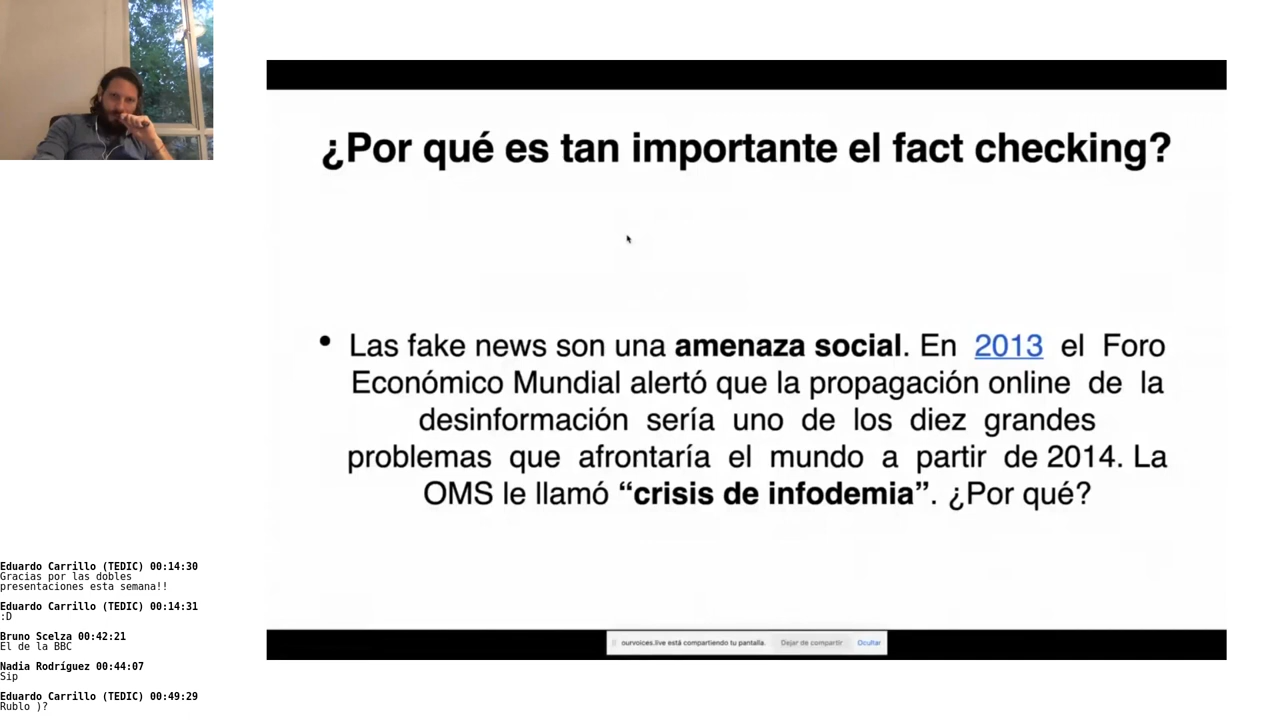 ¿Por qué es tan importante el fact checking?
• Las fake news son una amenaza social. En 2013 el Foro
Económico Mundial alertó que la propagación online de la
desinformación sería uno de los diez grandes
problemas que afrontaría el mundo a partir de 2014. La
OMS le llamó “crisis de infodemia”. ¿Por qué?
ourvoices.live está compartiendo tu pantalla. Dejar de compartir Ocultar
Eduardo Carrillo (TEDIC) 00:14:30
Gracias por las dobles
presentaciones esta semana!!
Eduardo Carrillo (TEDIC) 00:14:31
:D
Bruno Scelza 00:42:21
El de la BBC
Nadia Rodríguez 00:44:07
Sip
Eduardo Carrillo (TEDIC) 00:49:29
Rublo )?